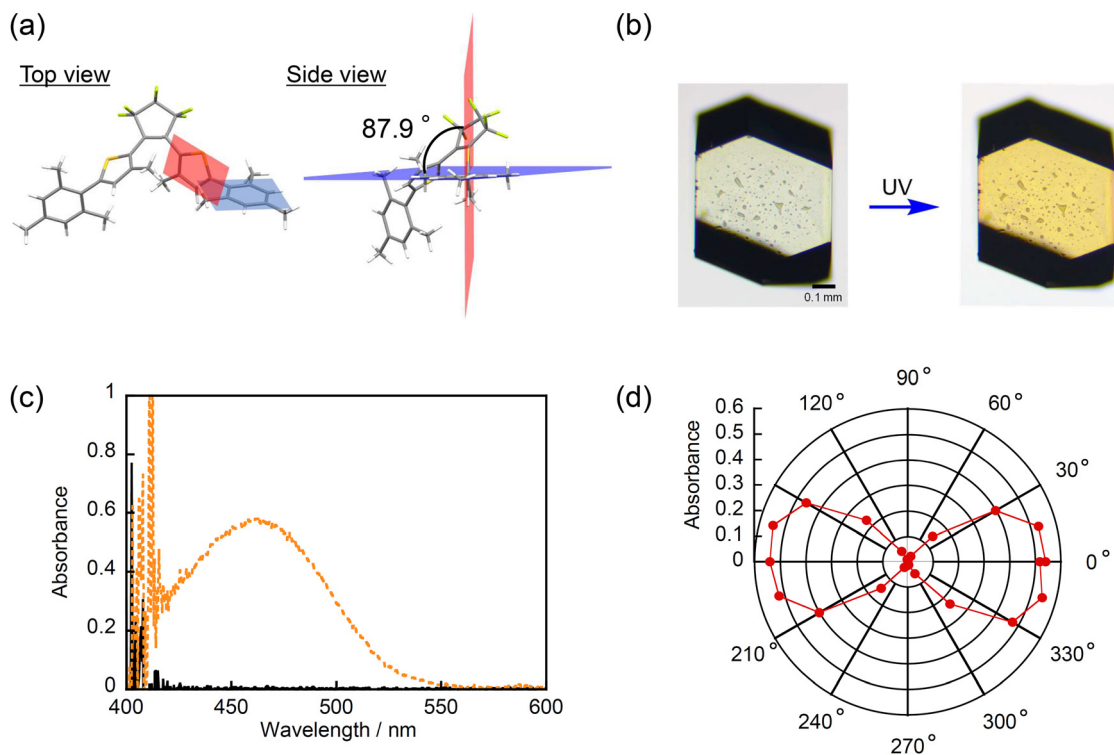 (a)
Top view
Side view
87.9 °
(b)
UV
0.1 mm
(c)
1
0.8
0.6
0.4
0.2
0
Absorbance
400
450
500
550
600
Wavelength / nm
(d)
90°
120°
60°
0.6
0.5
0.4
0.3
0.2
0.1
0
Absorbance
30°
0°
210°
330°
240°
300°
270°